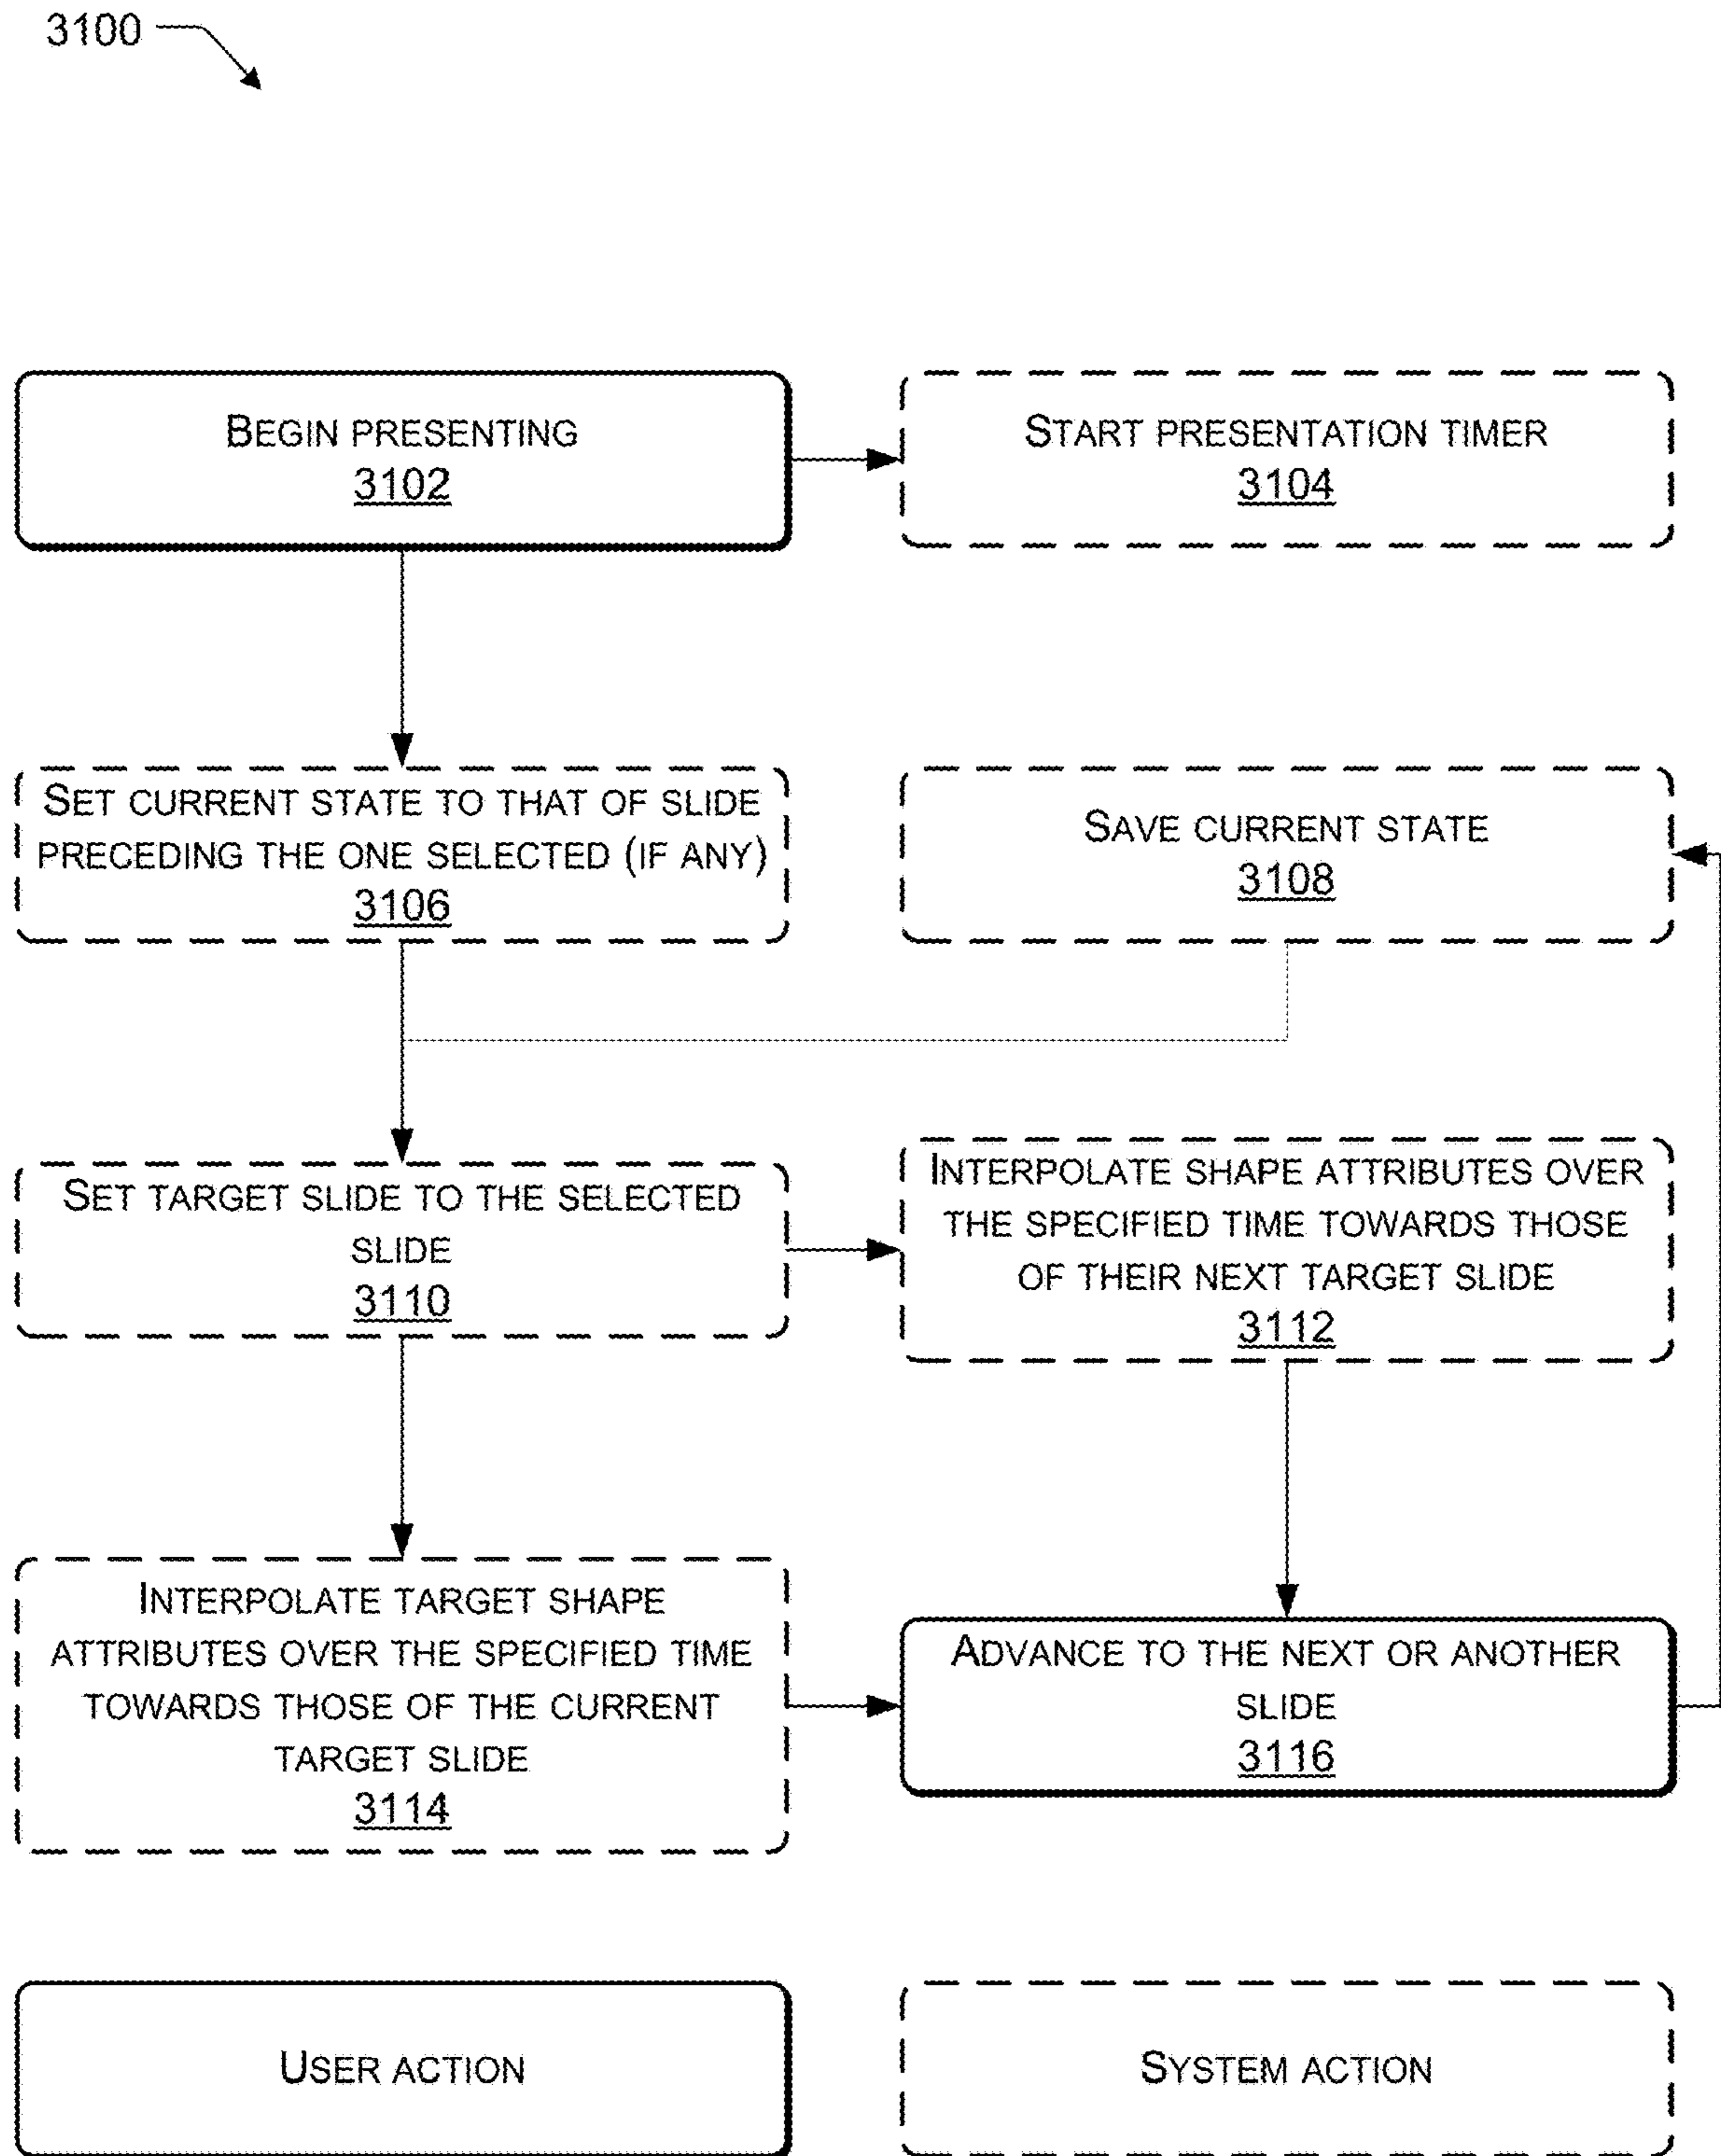 3100
BEGIN PRESENTING
3102
START PRESENTATION TIMER
3104
SET CURRENT STATE TO THAT OF SLIDE
PRECEDING THE ONE SELECTED (IF ANY)
3106
SAVE CURRENT STATE
3108
SET TARGET SLIDE TO THE SELECTED
SLIDE
3110
INTERPOLATE SHAPE ATTRIBUTES OVER
THE SPECIFIED TIME TOWARDS THOSE
OF THEIR NEXT TARGET SLIDE
3112
INTERPOLATE TARGET SHAPE
ATTRIBUTES OVER THE SPECIFIED TIME
TOWARDS THOSE OF THE CURRENT
TARGET SLIDE
3114
ADVANCE TO THE NEXT OR ANOTHER
SLIDE
3116
USER ACTION
SYSTEM ACTION